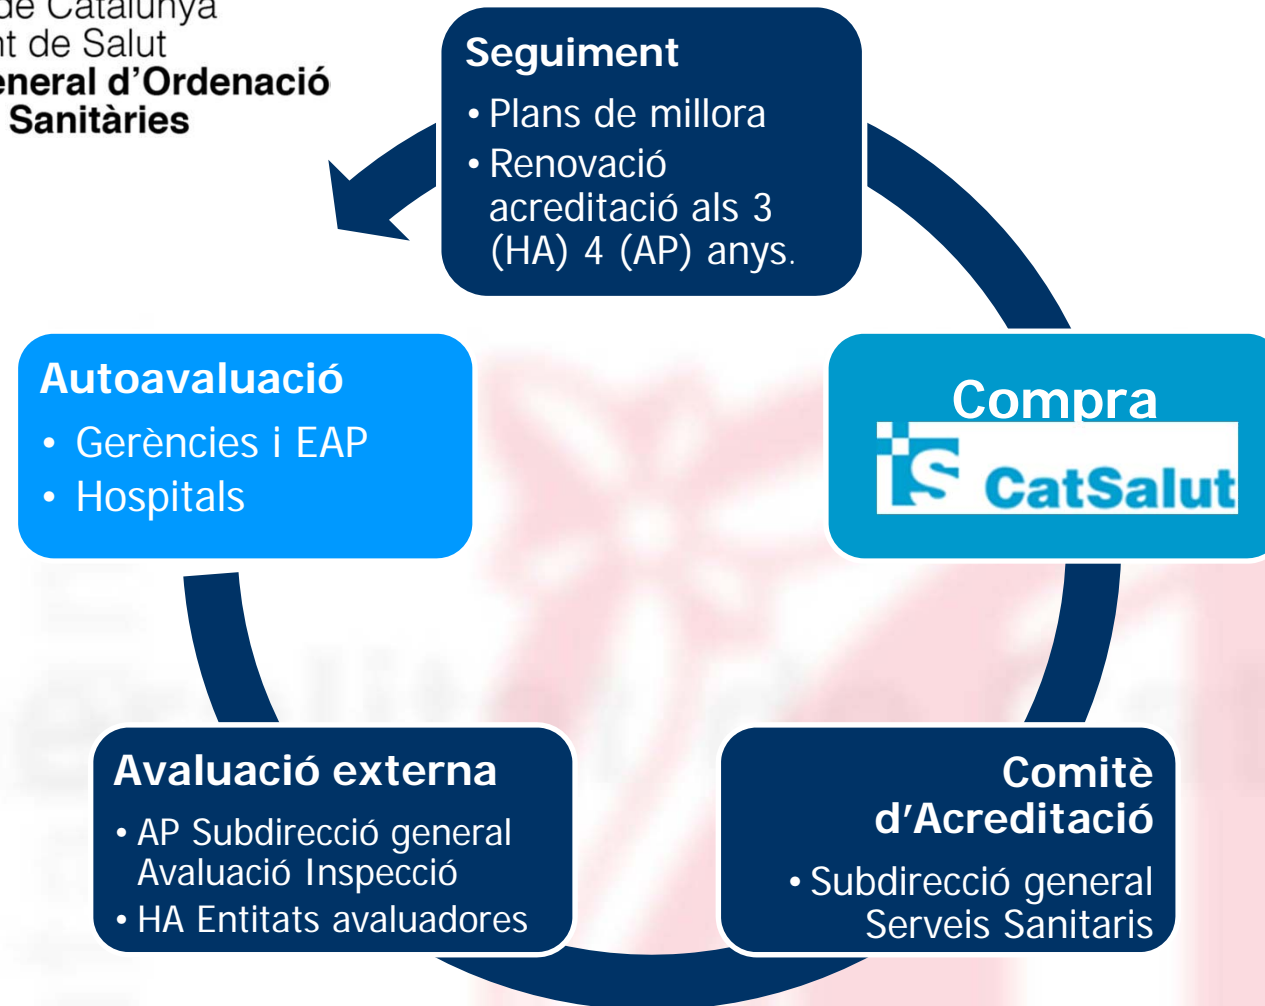 de Catalunya
de Salut
d'Ordenació
Sanitàries
Seguiment
• Plans de millora
• Renovació
acreditació als 3
(HA) 4 (AP) anys.
Autoavaluació
• Gerències i EAP
• Hospitals
Compra
CatSalut
Avaluació externa
• AP Subdirecció general
Avaluació Inspecció
• HA Entitats avaluadores
Comitè
d'Acreditació
• Subdirecció general
Serveis Sanitaris